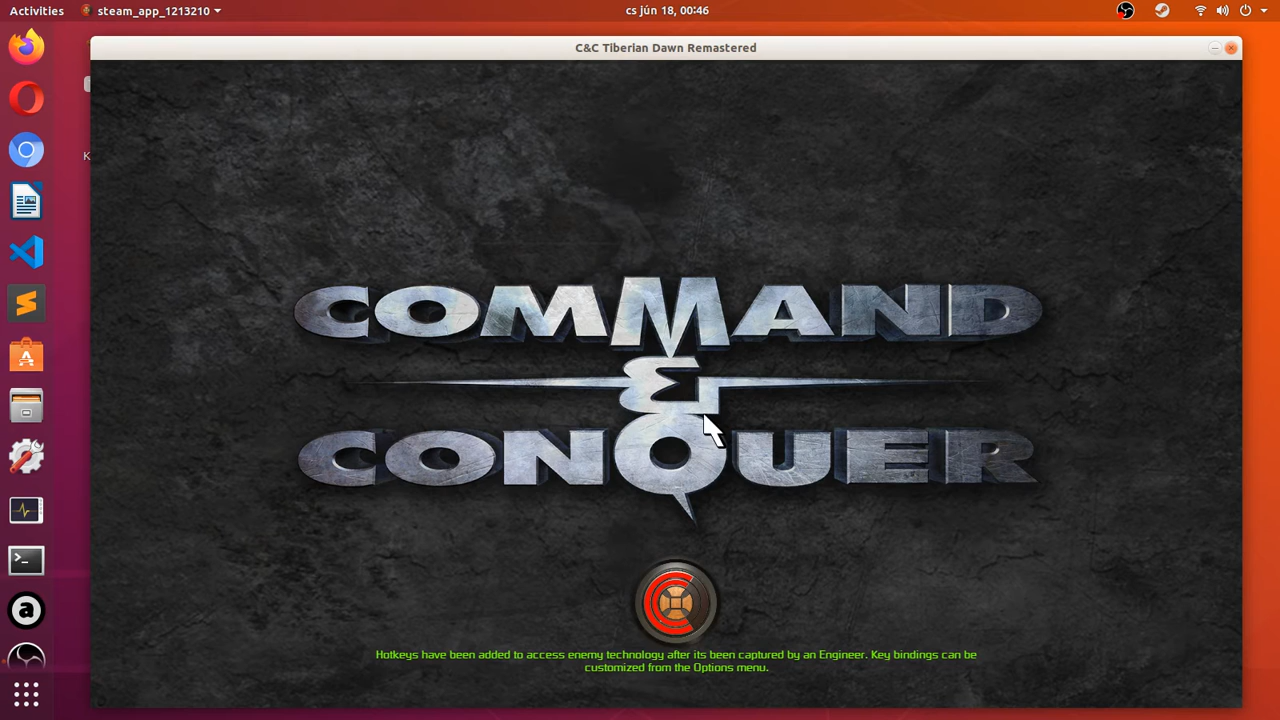 Activities
steam_app_1213210
cs jún 18, 00:46
C&C Tiberian Dawn Remastered
K
COMMAND
&
CONQUER
Hotkeys have been added to access enemy technology after its been captured by an Engineer. Key bindings can be
customized from the Options menu.